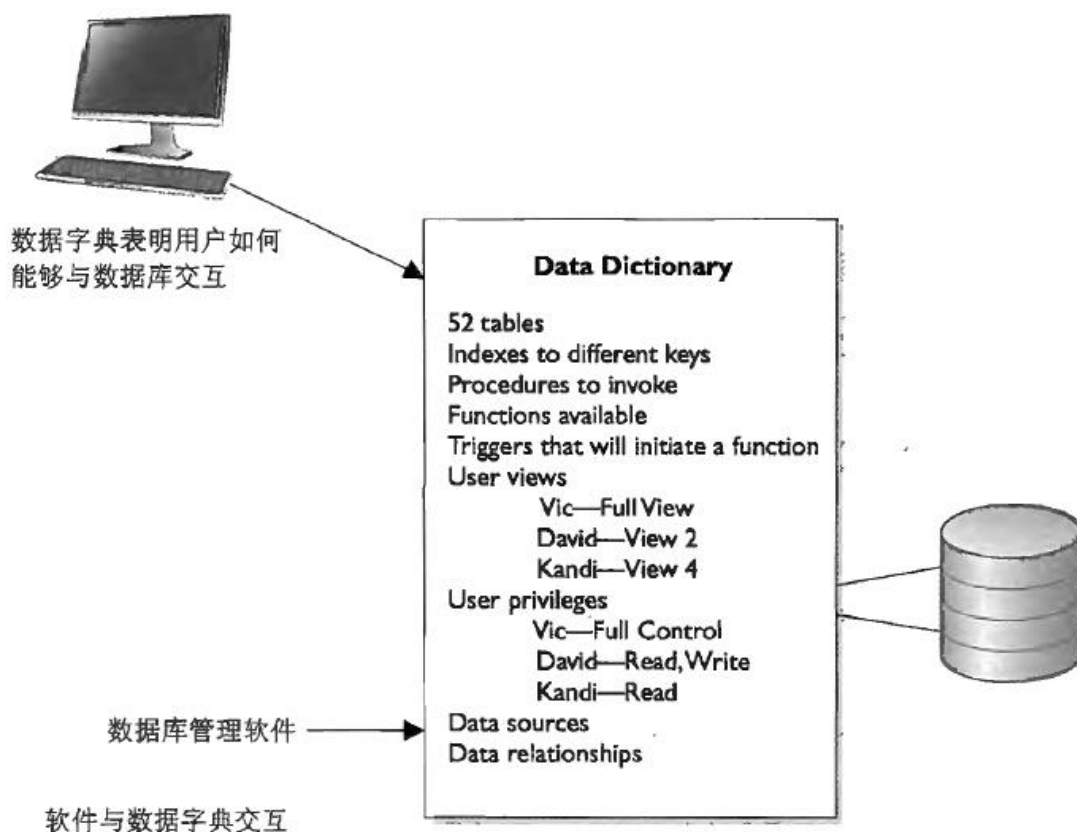 数据字典表明用户如何
能够与数据库交互
Data Dictionary
52 tables
Indexes to different keys
Procedures to invoke
Functions available
Triggers that will initiate a function
User views
Vic—Full View
David—View 2
Kandi—View 4
User privileges
Vic—Full Control
David—Read, Write
Kandi—Read
Data sources
Data relationships
数据库管理软件
软件与数据字典交互